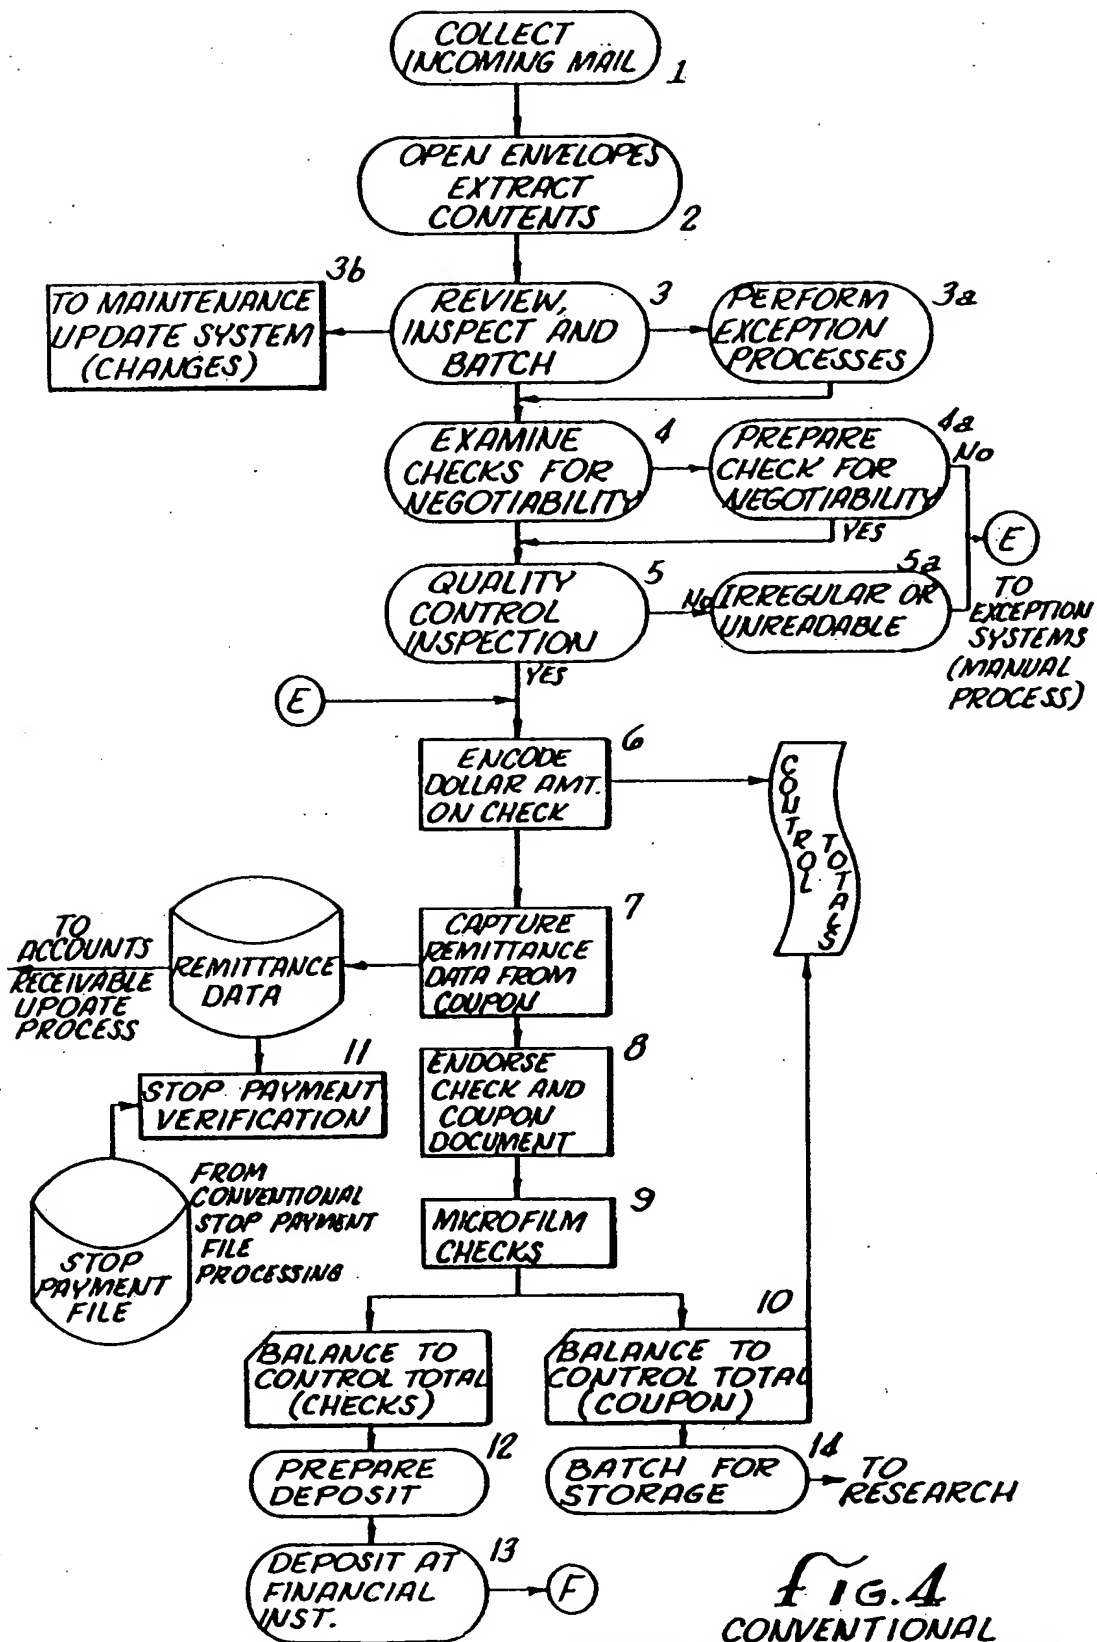 COLLECT
INCOMING MAIL
1
OPEN ENVELOPES
EXTRACT
CONTENTS
2
3b
TO MAINTENANCE
UPDATE SYSTEM
(CHANGES)
REVIEW,
INSPECT AND
BATCH
3
PERFORM
EXCEPTION
PROCESSES
3a
EXAMINE
CHECKS FOR
NEGOTIABILITY
4
PREPARE
CHECK FOR
NEGOTIABILITY
4a
NO
YES
E
TO
EXCEPTION
SYSTEMS
(MANUAL
PROCESS)
QUALITY
CONTROL
INSPECTION
5
NO
IRREGULAR OR
UNREADABLE
5a
YES
E
ENCODE
DOLLAR AMT.
ON CHECK
6
CONTROL
TOTALS
CAPTURE
REMITTANCE
DATA FROM
COUPON
7
REMITTANCE
DATA
TO
ACCOUNTS
RECEIVABLE
UPDATE
PROCESS
ENDORSE
CHECK AND
COUPON
DOCUMENT
8
11
STOP PAYMENT
VERIFICATION
FROM
CONVENTIONAL
STOP PAYMENT
FILE
PROCESSING
STOP
PAYMENT
FILE
MICROFILM
CHECKS
9
BALANCE TO
CONTROL TOTAL
(CHECKS)
10
BALANCE TO
CONTROL TOTAL
(COUPON)
PREPARE
DEPOSIT
12
BATCH FOR
STORAGE
14
TO
RESEARCH
DEPOSIT AT
FINANCIAL
INST.
13
F
FIG.4
CONVENTIONAL